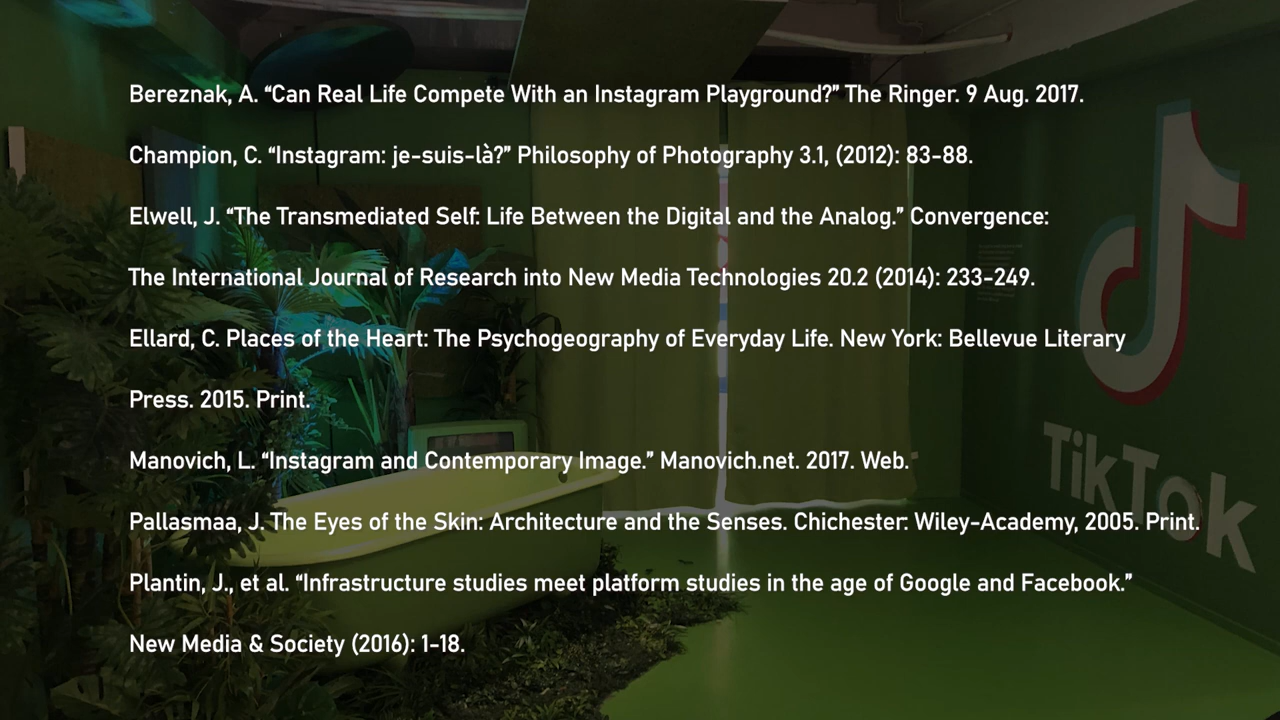 Bereznak, A. “Can Real Life Compete With an Instagram Playground?” The Ringer. 9 Aug. 2017.
Champion, C. “Instagram: je-suis-là?” Philosophy of Photography 3.1, (2012): 83-88.
Elwell, J. “The Transmediated Self: Life Between the Digital and the Analog.” Convergence:
The International Journal of Research into New Media Technologies 20.2 (2014): 233-249.
Ellard, C. Places of the Heart: The Psychogeography of Everyday Life. New York: Bellevue Literary
Press. 2015. Print.
Manovich, L. “Instagram and Contemporary Image.” Manovich.net. 2017. Web.
Pallasmaa, J. The Eyes of the Skin: Architecture and the Senses. Chichester: Wiley-Academy, 2005. Print.
Plantin, J., et al. “Infrastructure studies meet platform studies in the age of Google and Facebook.”
New Media & Society (2016): 1-18.
TikTok